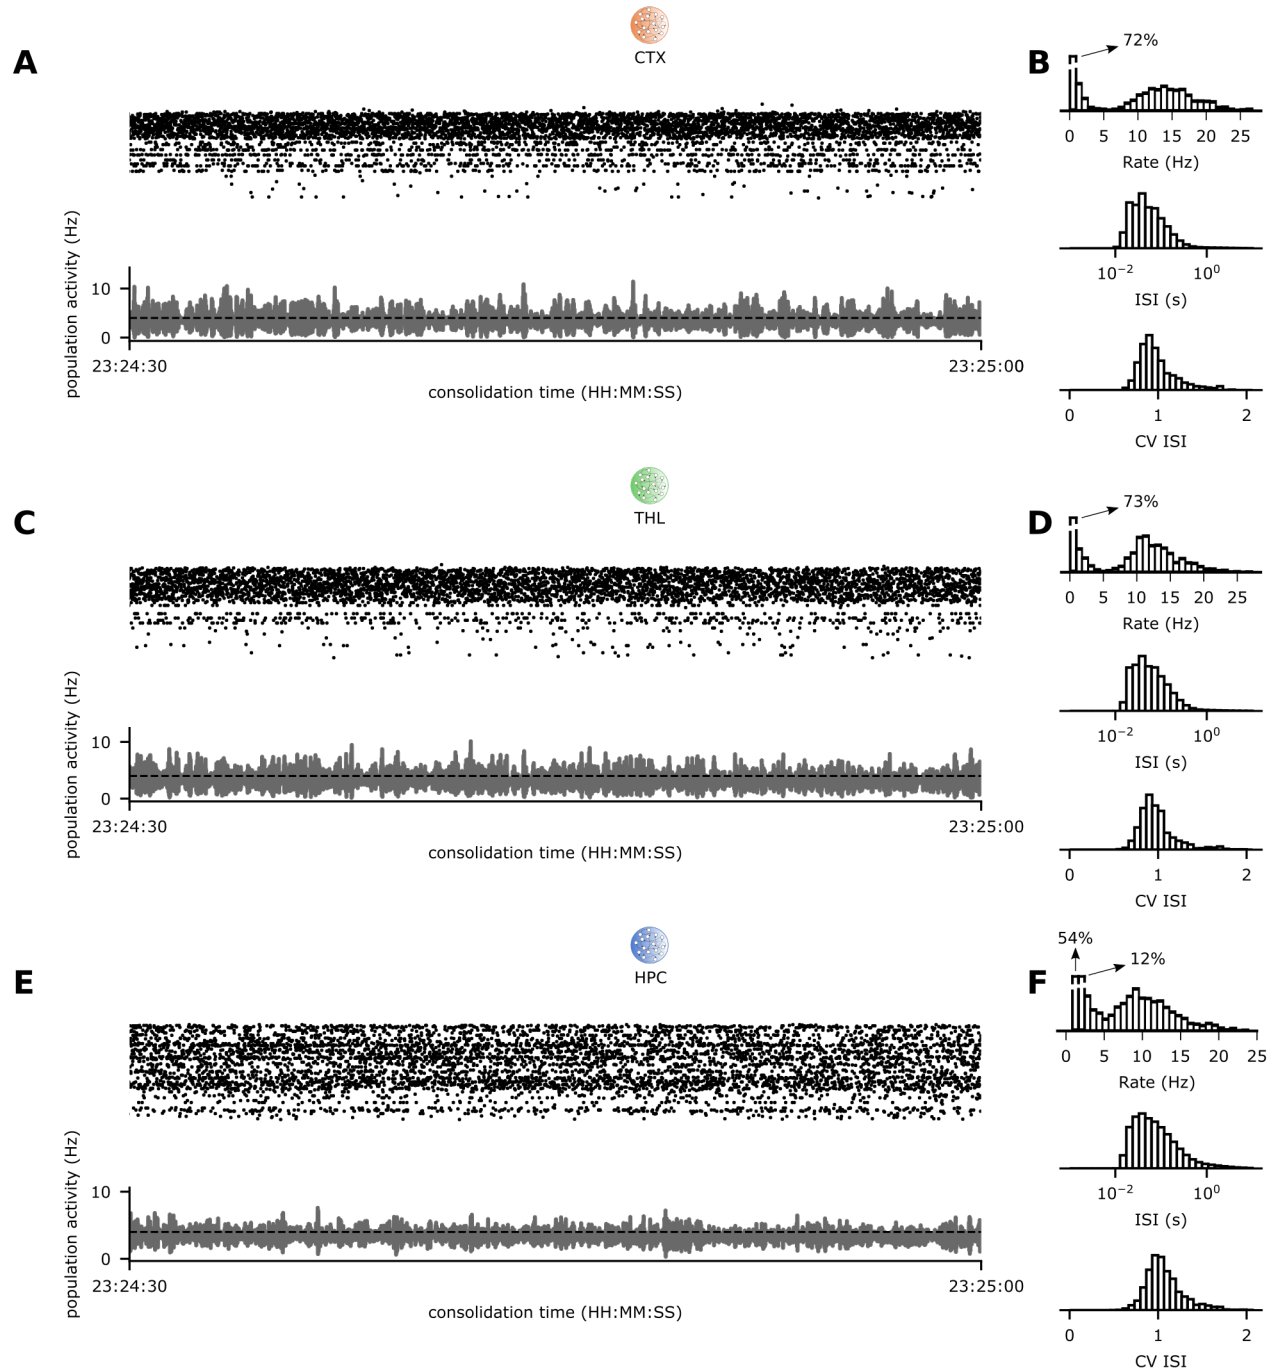 CTX
A
B
72%
0 5 10 15 20 25
Rate (Hz)
10⁻² 10⁰
ISI (s)
population activity (Hz)
10
0
23:24:30 23:25:00
consolidation time (HH:MM:SS)
0 1 2
CV ISI
THL
C
D
73%
0 5 10 15 20 25
Rate (Hz)
10⁻² 10⁰
ISI (s)
population activity (Hz)
10
0
23:24:30 23:25:00
consolidation time (HH:MM:SS)
0 1 2
CV ISI
HPC
E
F
54%
12%
0 5 10 15 20 25
Rate (Hz)
10⁻² 10⁰
ISI (s)
population activity (Hz)
10
0
23:24:30 23:25:00
consolidation time (HH:MM:SS)
0 1 2
CV ISI